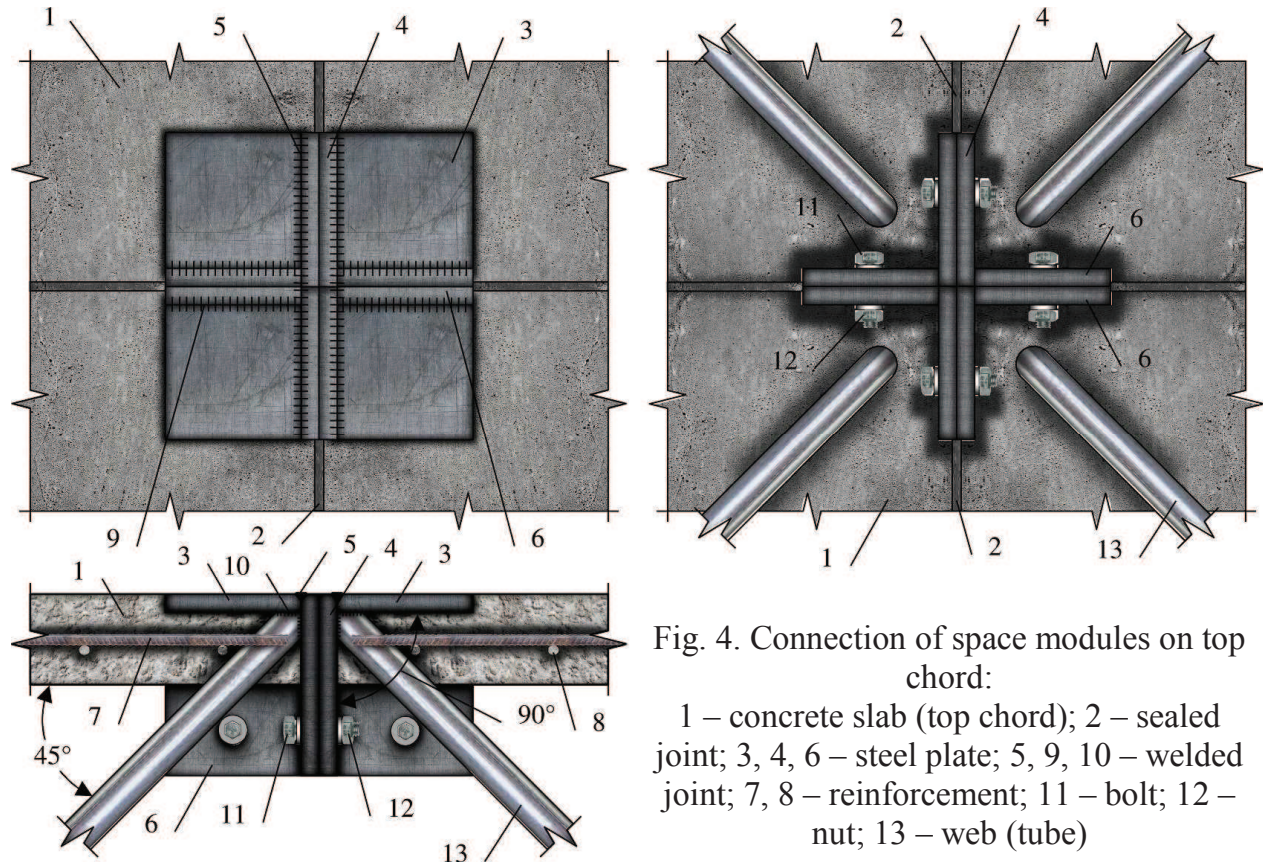 1 5 4 3
2 4
11 6
12 6
9 2 6
1 2 13
1 3 10 5 4 3
7 90° 8
45°
6 11 12 13
Fig. 4. Connection of space modules on top
chord:
1 – concrete slab (top chord); 2 – sealed
joint; 3, 4, 6 – steel plate; 5, 9, 10 – welded
joint; 7, 8 – reinforcement; 11 – bolt; 12 –
nut; 13 – web (tube)